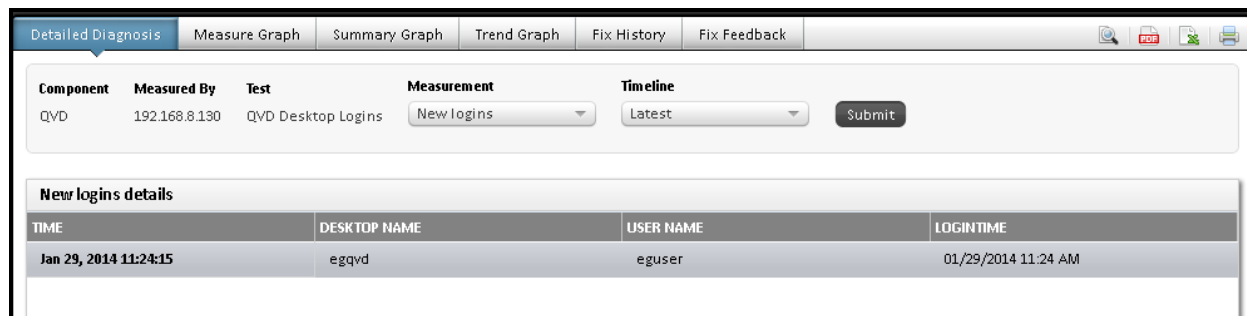 Detailed Diagnosis Measure Graph Summary Graph Trend Graph Fix History Fix Feedback PDF
Component Measured By Test Measurement Timeline
QVD 192.168.8.130 QVD Desktop Logins New logins Latest Submit
New logins details
TIME DESKTOP NAME USER NAME LOGINTIME
Jan 29, 2014 11:24:15 egqvd eguser 01/29/2014 11:24 AM